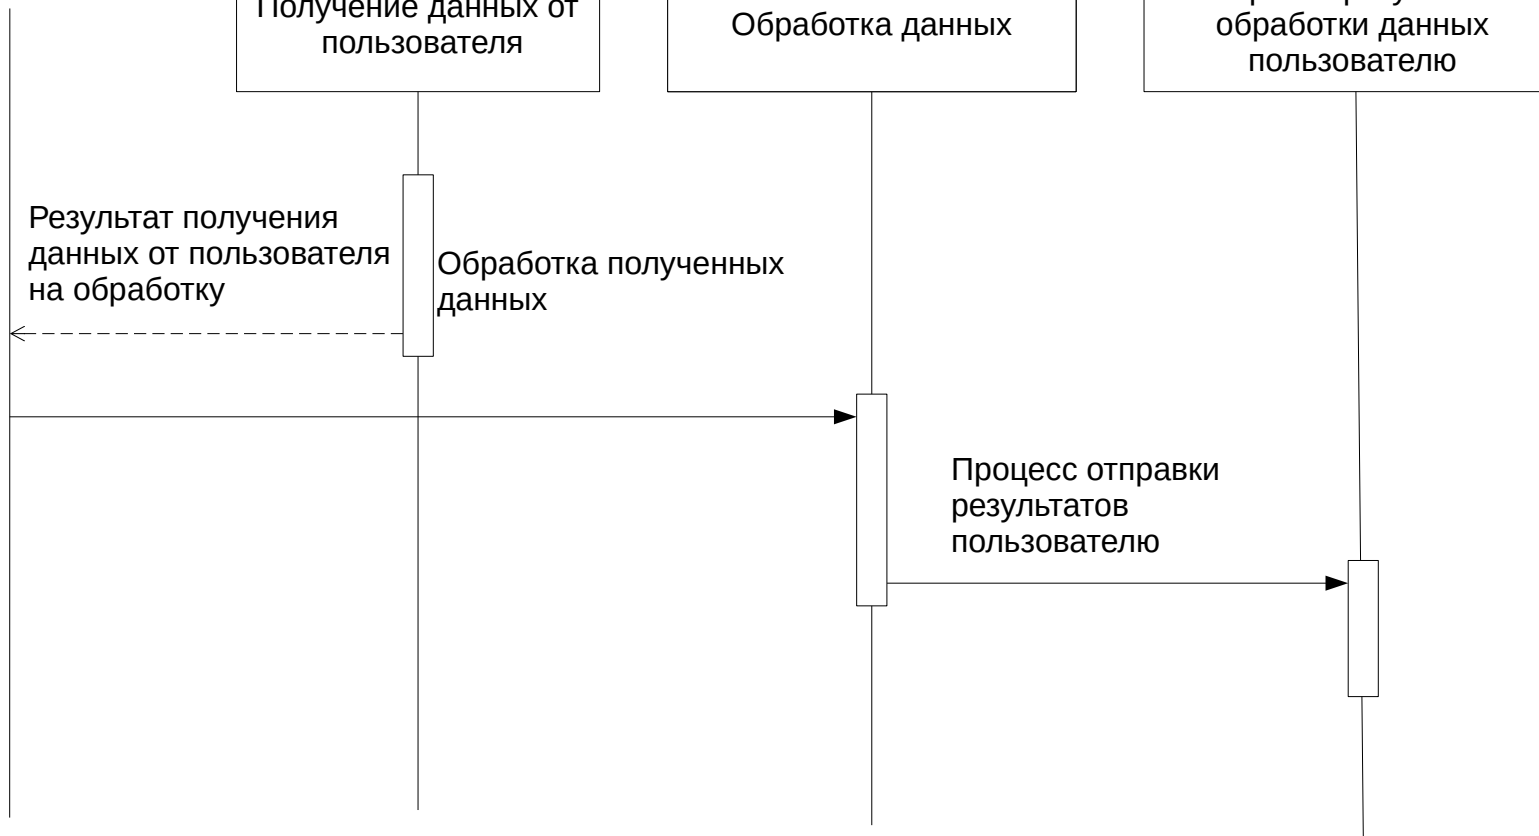 Получение данных от
пользователя
Обработка данных
обработки данных
пользователю
Результат получения
данных от пользователя
на обработку
Обработка полученных
данных
Процесс отправки
результатов
пользователю